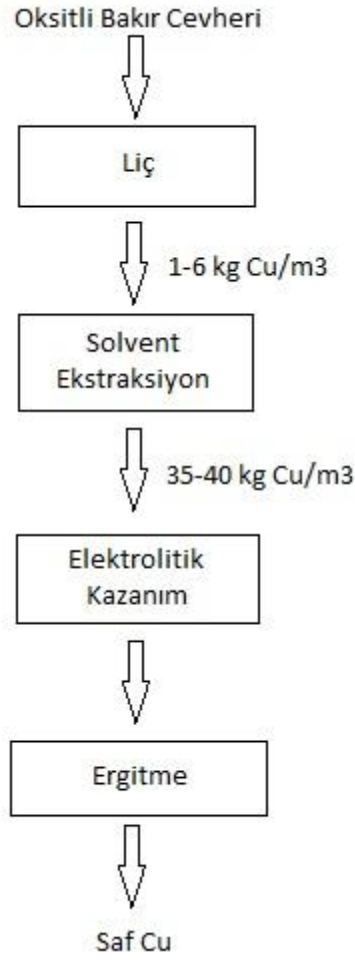 Oksitli Bakır Cevheri
Liç
1-6 kg Cu/m3
Solvent
Ekstraksiyon
35-40 kg Cu/m3
Elektrolitik
Kazanım
Ergitme
Saf Cu